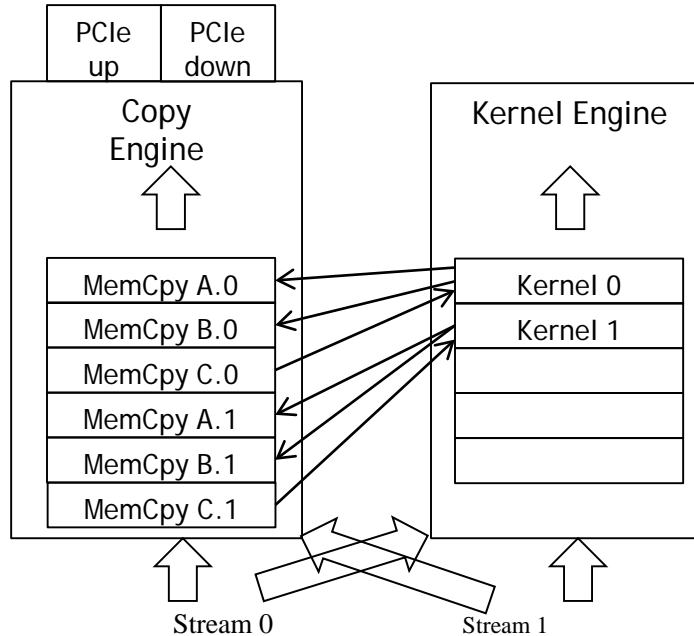 PCIe up
PCIe down
Copy Engine
Kernel Engine
MemCpy A.0
MemCpy B.0
MemCpy C.0
MemCpy A.1
MemCpy B.1
MemCpy C.1
Kernel 0
Kernel 1
Stream 0
Stream 1